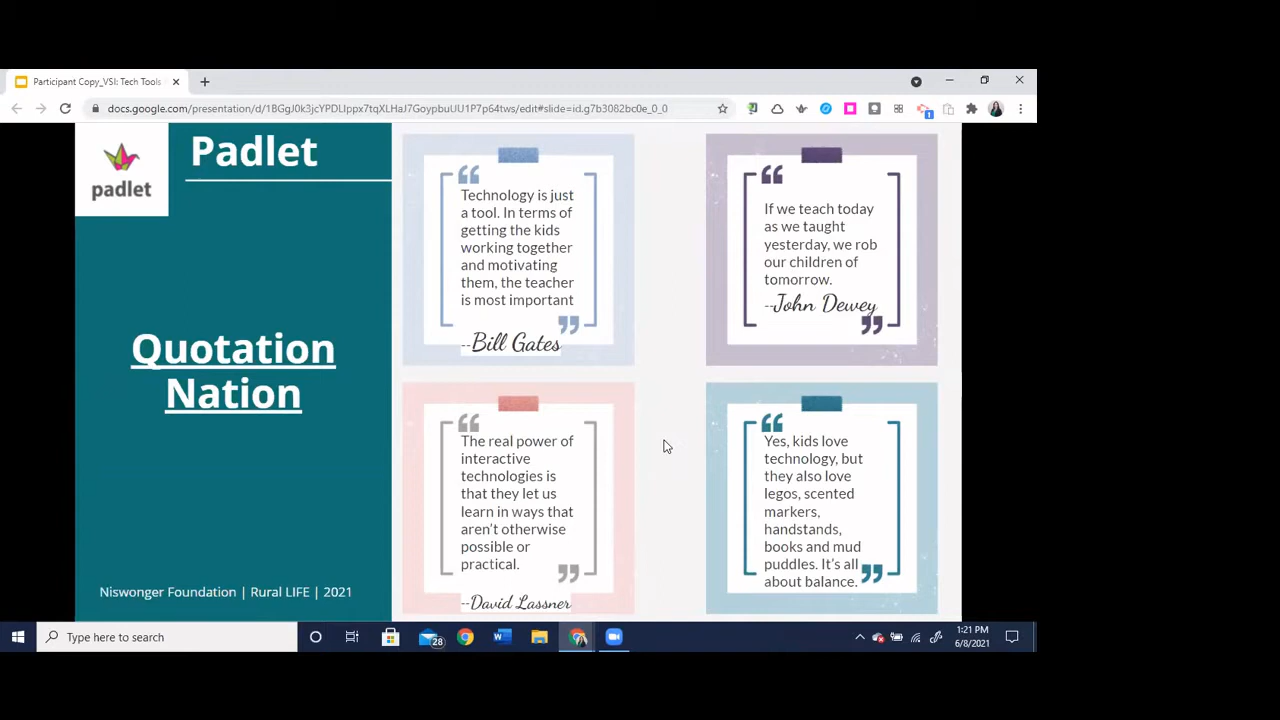 Participant Copy_VSI: Tech Tools
docs.google.com/presentation/d/1BGgJ0k3jcYPDLIppx7tqXLHaJ7GoypbuUU1P7p64tws/edit#slide=id.g7b3082bc0e_0_0
padlet
Padlet
Quotation
Nation
Niswonger Foundation | Rural LIFE | 2021
“
Technology is just
a tool. In terms of
getting the kids
working together
and motivating
them, the teacher
is most important
”
--Bill Gates
“
If we teach today
as we taught
yesterday, we rob
our children of
tomorrow.
--John Dewey
”
“
The real power of
interactive
technologies is
that they let us
learn in ways that
aren’t otherwise
possible or
practical.
”
--David Lassner
“
Yes, kids love
technology, but
they also love
legos, scented
markers,
handstands,
books and mud
puddles. It’s all
about balance.
”
Type here to search
28
1
1:21 PM
6/8/2021